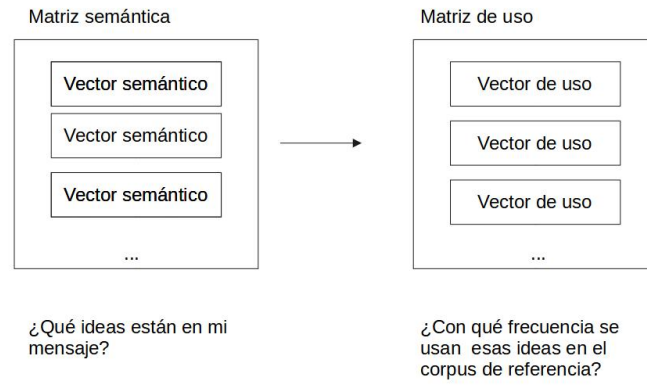 Matriz semántica
Vector semántico
Vector semántico
Vector semántico
...
¿Qué ideas están en mi
mensaje?
Matriz de uso
Vector de uso
Vector de uso
Vector de uso
...
¿Con qué frecuencia se
usan esas ideas en el
corpus de referencia?